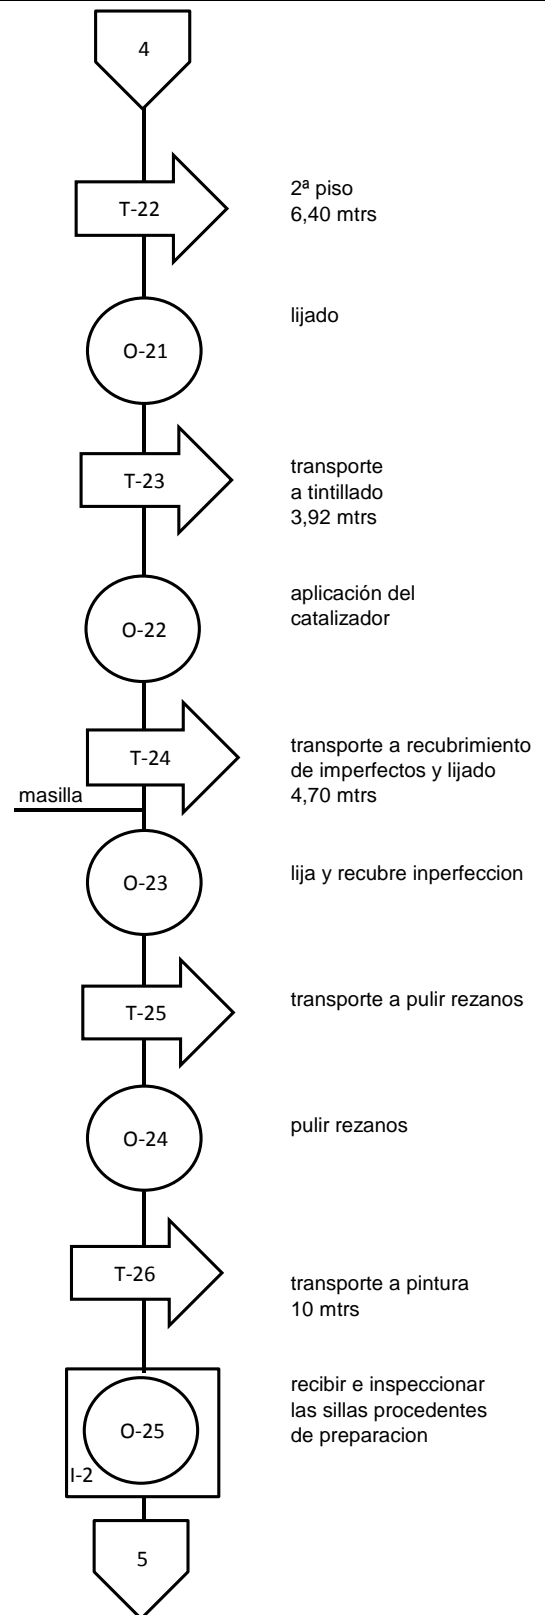 4
T-22
2ª piso
6,40 mtrs
O-21
lijado
T-23
transporte
a tintillado
3,92 mtrs
O-22
aplicación del
catalizador
T-24
transporte a recubrimiento
de imperfectos y lijado
4,70 mtrs
masilla
O-23
lija y recubre inperfeccion
T-25
transporte a pulir rezanos
O-24
pulir rezanos
T-26
transporte a pintura
10 mtrs
O-25
I-2
recibir e inspeccionar
las sillas procedentes
de preparacion
5